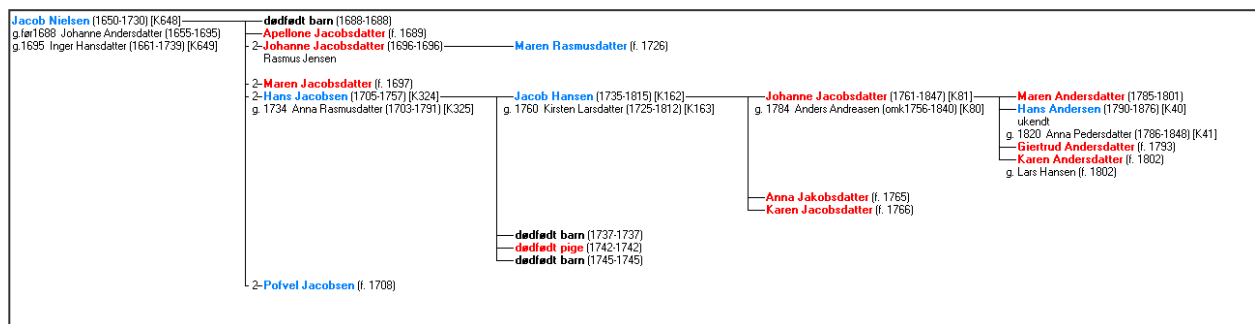 Jacob Nielsen (1650-1730) [K648]
g.før1688 Johanne Andersdatter (1655-1695)
g.1695 Inger Hansdatter (1661-1739) [K649]
dødfødt barn (1688-1688)
Apellone Jacobsdatter (f. 1689)
2 Johanne Jacobsdatter (1696-1696)
Rasmus Jensen
Maren Rasmusdatter (f. 1726)
2 Maren Jacobsdatter (f. 1697)
2 Hans Jacobsen (1705-1757) [K324]
g. 1734 Anna Rasmusdatter (1703-1791) [K325]
Jacob Hansen (1735-1815) [K162]
g. 1760 Kirsten Larsdatter (1725-1812) [K163]
Johanne Jacobsdatter (1761-1847) [K81]
g. 1784 Anders Andreasen (omk1756-1840) [K80]
Maren Andersdatter (1785-1801)
Hans Andersen (1790-1876) [K40]
ukendt
g. 1820 Anna Pedersdatter (1786-1848) [K41]
Giertrud Andersdatter (f. 1793)
Karen Andersdatter (f. 1802)
g. Lars Hansen (f. 1802)
Anna Jakobsdatter (f. 1765)
Karen Jacobsdatter (f. 1766)
dødfødt barn (1737-1737)
dødfødt pige (1742-1742)
dødfødt barn (1745-1745)
2 Pofvel Jacobsen (f. 1708)